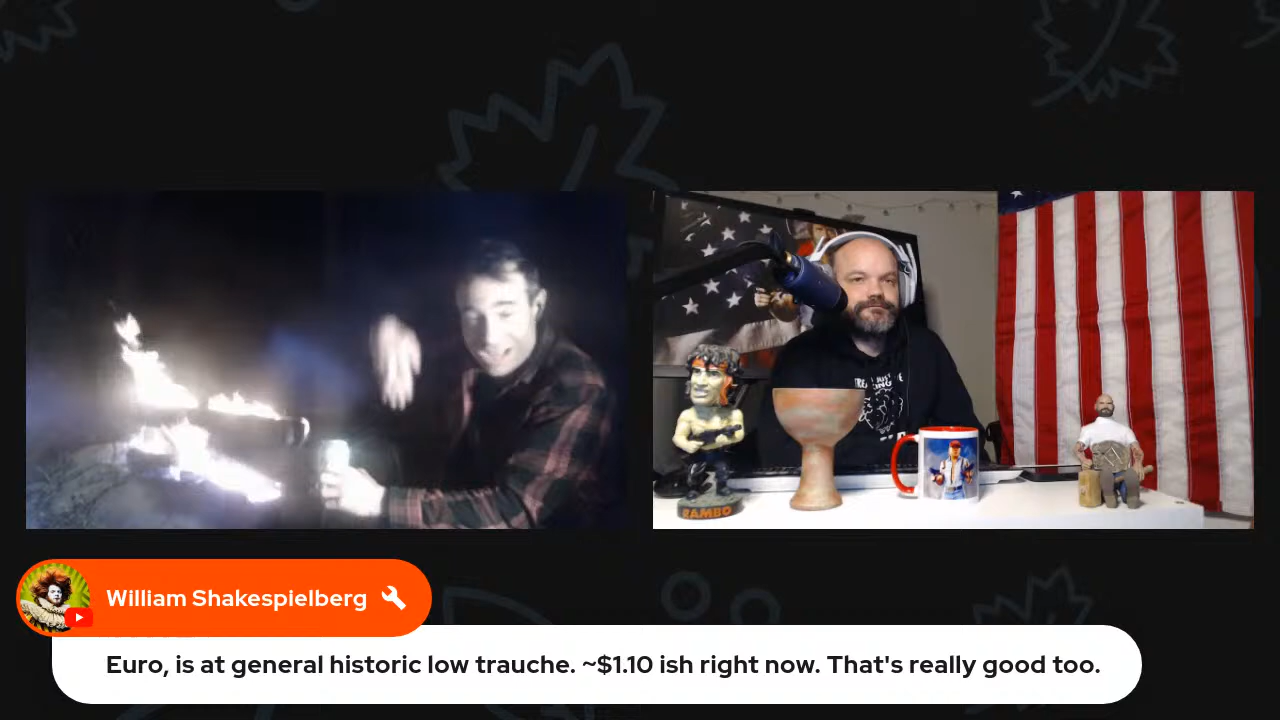 RAMBO
William Shakespielberg
Euro, is at general historic low trauche. ~$1.10 ish right now. That's really good too.